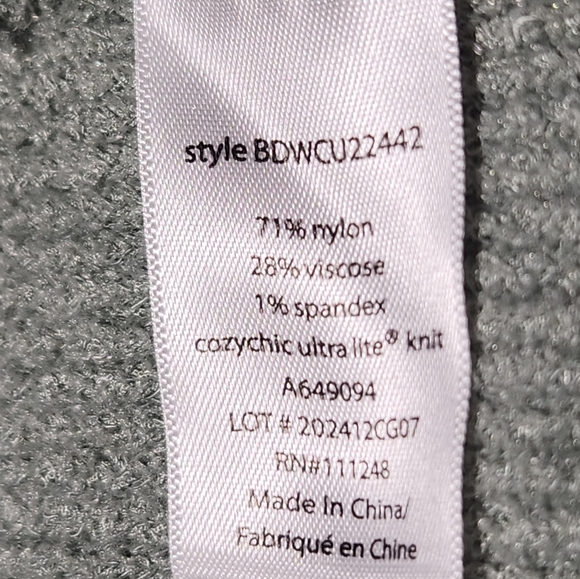 style BDWCU22442
71% nylon
28% viscose
1% spandex
cozychic ultra lite® knit
A649094
LOT # 202412CG07
RN#111248
Made In China/
Fabriqué en Chine